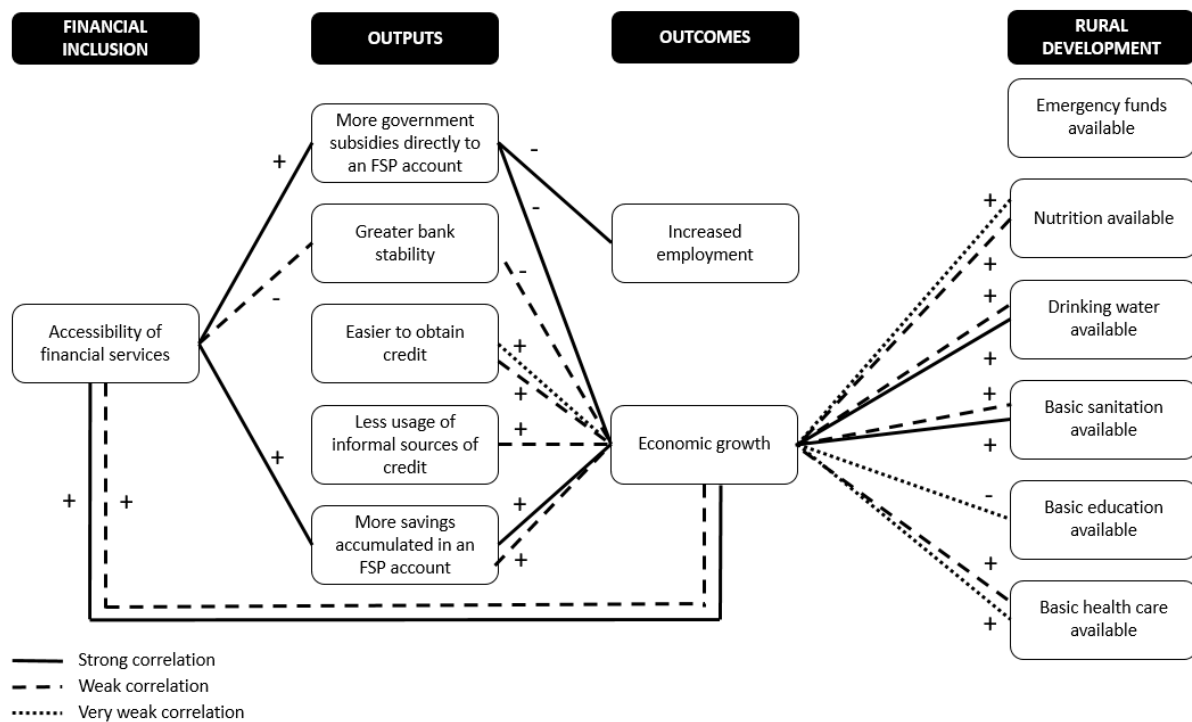 FINANCIAL
INCLUSION
OUTPUTS
OUTCOMES
RURAL
DEVELOPMENT
Accessibility of
financial services
+
-
+
+
+
More government
subsidies directly to
an FSP account
Greater bank
stability
Easier to obtain
credit
Less usage of
informal sources of
credit
More savings
accumulated in an
FSP account
-
-
-
+
+
+
+
+
Increased
employment
Economic growth
+
+
+
+
+
+
-
+
+
Emergency funds
available
Nutrition available
Drinking water
available
Basic sanitation
available
Basic education
available
Basic health care
available
Strong correlation
Weak correlation
Very weak correlation